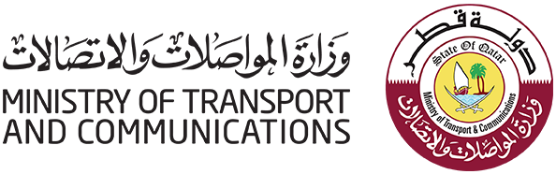 وزارة المواصلات والاتصالات
MINISTRY OF TRANSPORT
AND COMMUNICATIONS
دولة قطر
State Of Qatar
Ministry of Transport & Communications
وزارة المواصلات والاتصالات